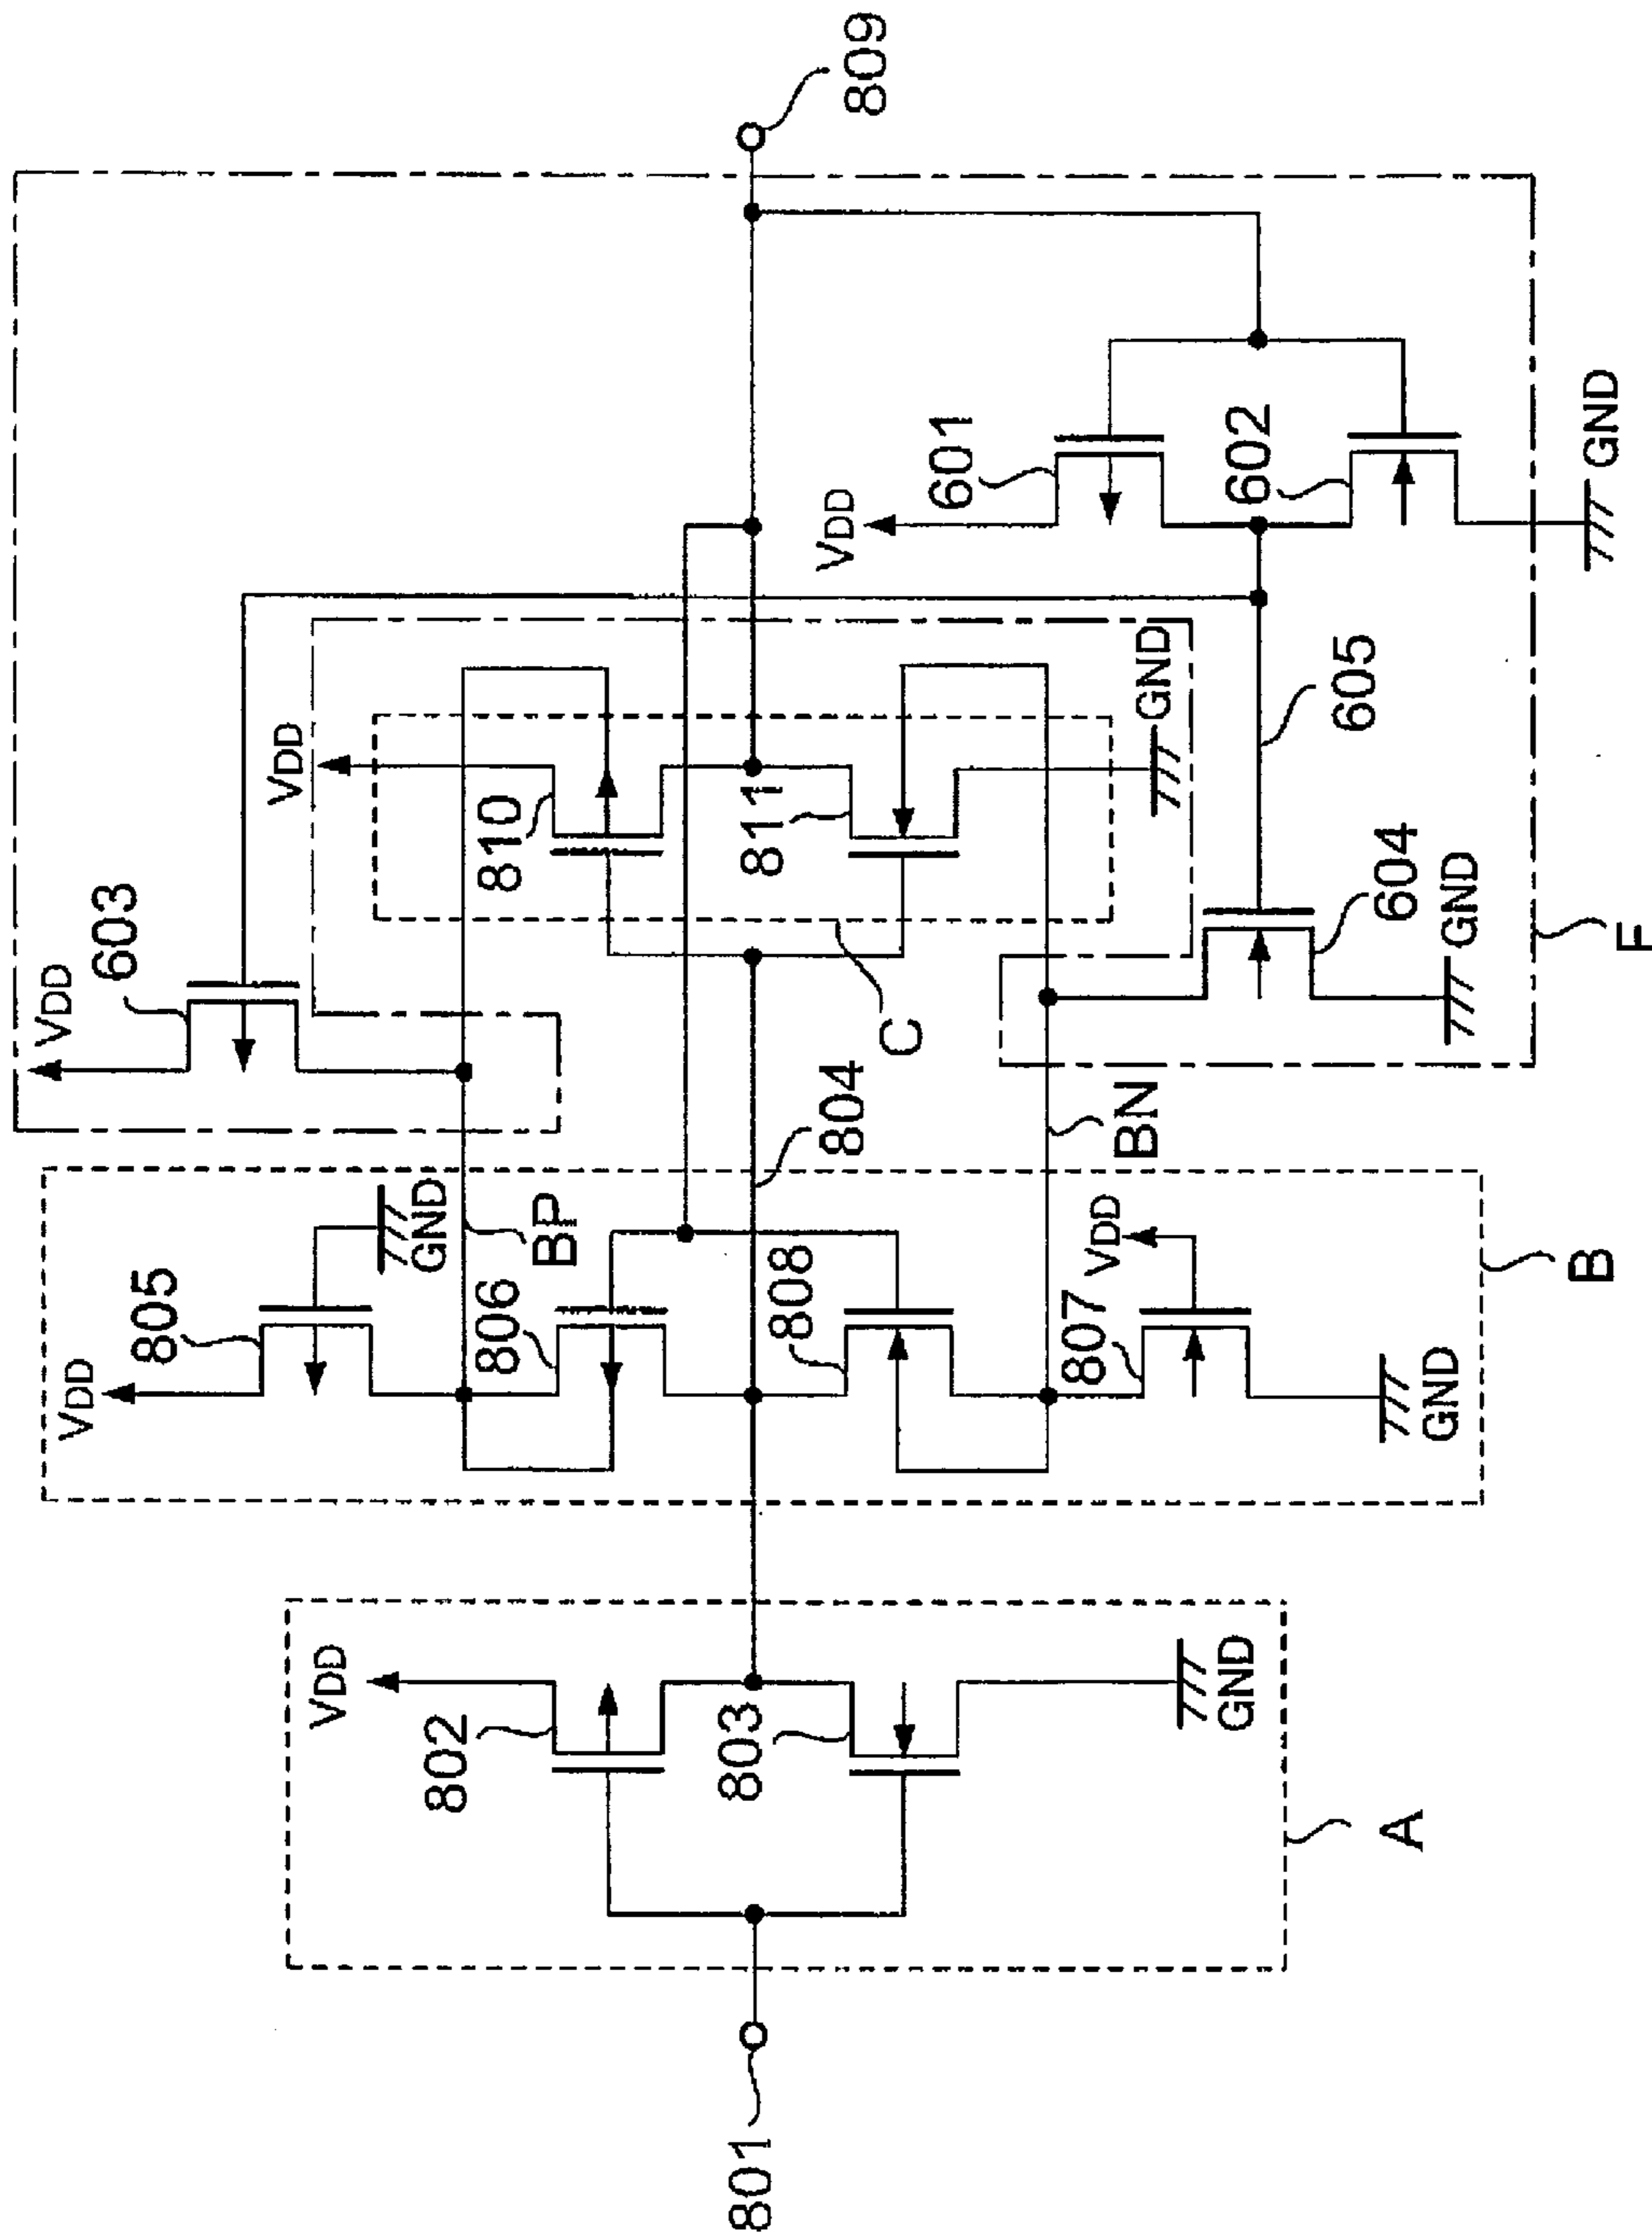 VDD
VDD
603
805
VDD
VDD
GND
802
806
810
BP
801
803
811
808
804
VDD
809
C
601
807
VDD
BN
GND
GND
602
605
604
A
GND
GND
B
GND
F